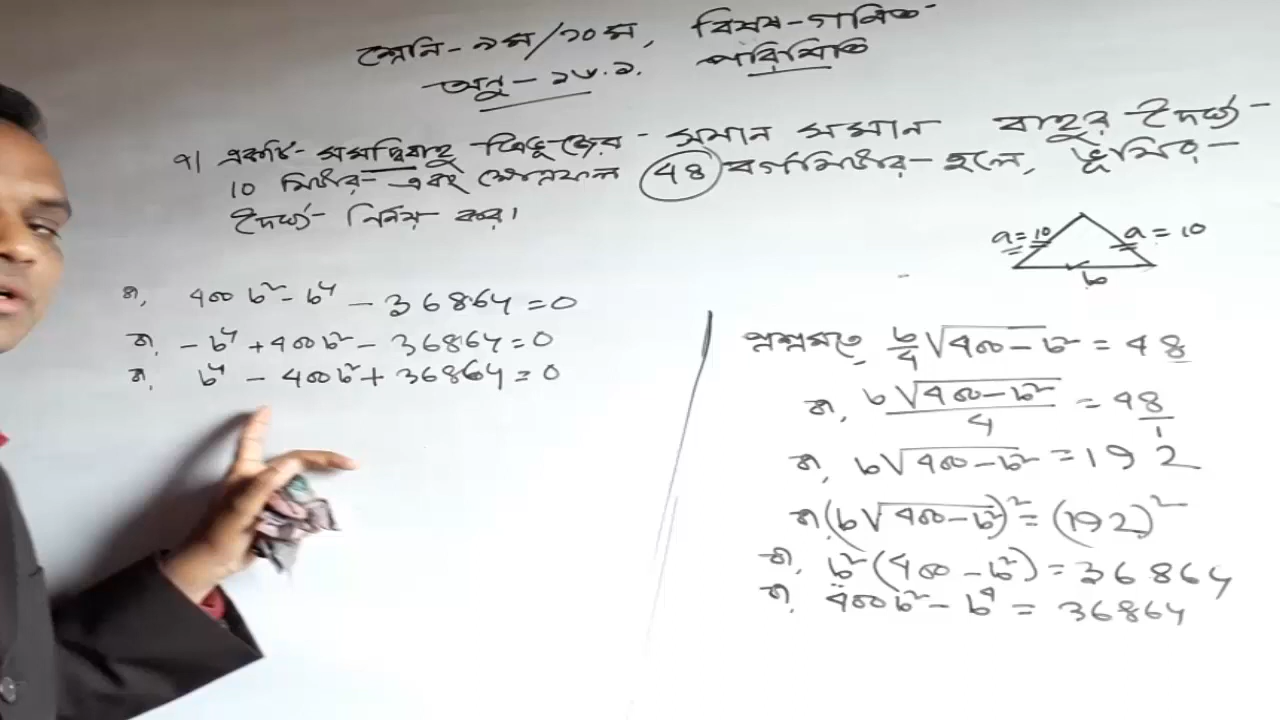 শ্রেনি - ৯ম/১০ম, বিষয় - গণিত
অনু - ১৬.১. পরিমিতি
৭| একটি সমদ্বিবাহু ত্রিভূজের সমান সমান বাহুর দৈর্ঘ্য
10 মিটার এবং ক্ষেত্রফল 48 বর্গমিটার হলে, ভূমির
দৈর্ঘ্য নির্নয় কর।
a = 10
a = 10
b
বা, 400b² - b⁴ - 36864 = 0
বা, -b⁴ + 400b² - 36864 = 0
বা, b⁴ - 400b² + 36864 = 0
প্রশ্নমতে, b/4 √(400 - b²) = 48
বা, b√(400 - b²)/4 = 48/1
বা, b√(400 - b²) = 192
বা, (b√(400 - b²))² = (192)²
বা, b²(400 - b²) = 36864
বা, 400b² - b⁴ = 36864